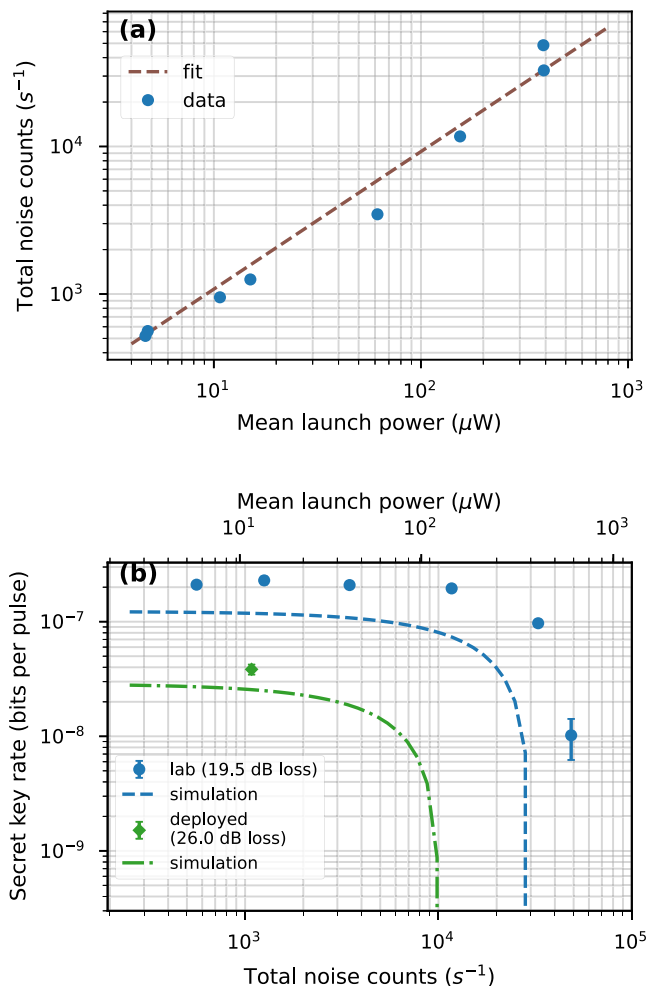 (a)
fit
data
Total noise counts (s⁻¹)
10⁴
10³
10¹
10²
10³
Mean launch power (μW)
Mean launch power (μW)
10¹
10²
10³
(b)
Secret key rate (bits per pulse)
10⁻⁷
10⁻⁸
10⁻⁹
lab (19.5 dB loss)
simulation
deployed
(26.0 dB loss)
simulation
10³
10⁴
10⁵
Total noise counts (s⁻¹)